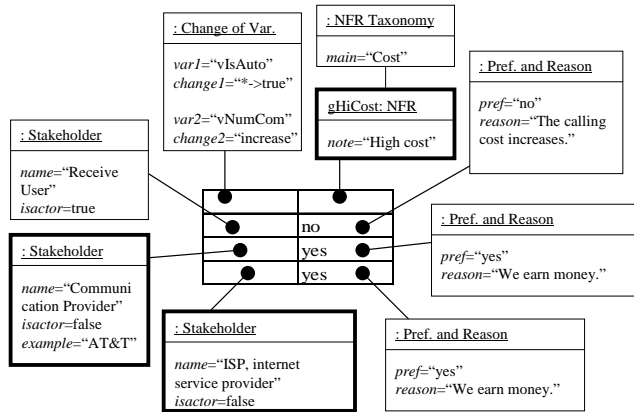 : Change of Var.
var1=“vIsAuto”
change1=“*->true”
var2=“vNumCom”
change2=“increase”
: NFR Taxonomy
main=“Cost”
gHiCost: NFR
note=“High cost”
: Pref. and Reason
pref=“no”
reason=“The calling
cost increases.”
: Stakeholder
name=“Receive
User”
isactor=true
no
yes
yes
: Stakeholder
name=“Communi
cation Provider”
isactor=false
example=“AT&T”
: Pref. and Reason
pref=“yes”
reason=“We earn money.”
: Stakeholder
name=“ISP, internet
service provider”
isactor=false
: Pref. and Reason
pref=“yes”
reason=“We earn money.”